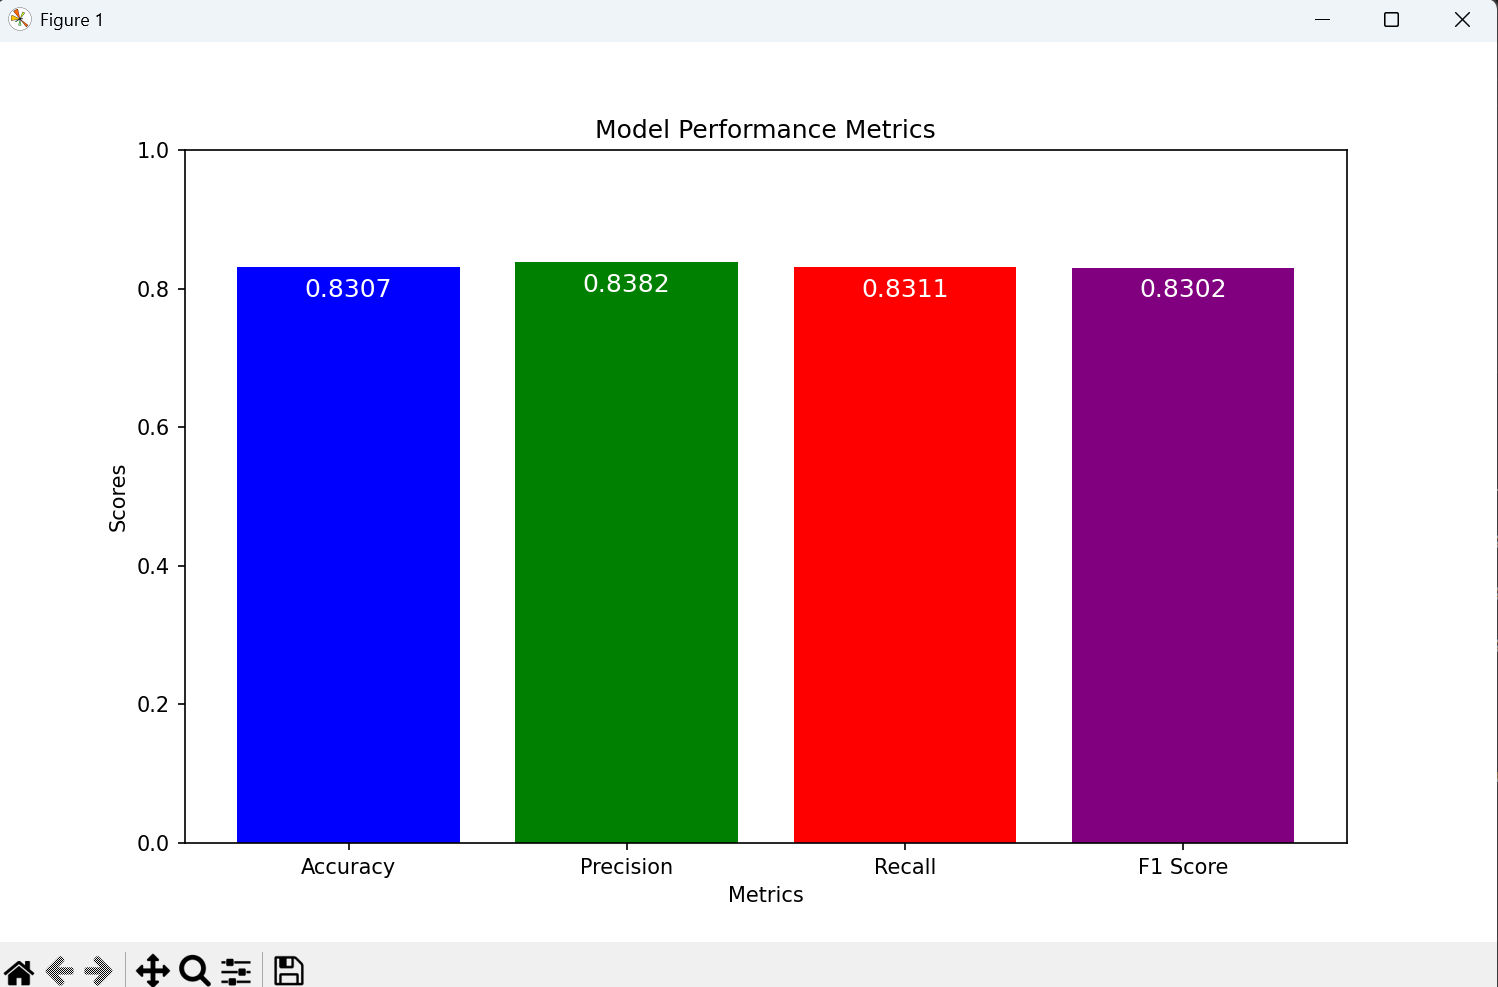 Figure 1
Model Performance Metrics
1.0
0.8
0.6
0.4
0.2
0.0
Scores
0.8307
0.8382
0.8311
0.8302
Accuracy
Precision
Recall
F1 Score
Metrics